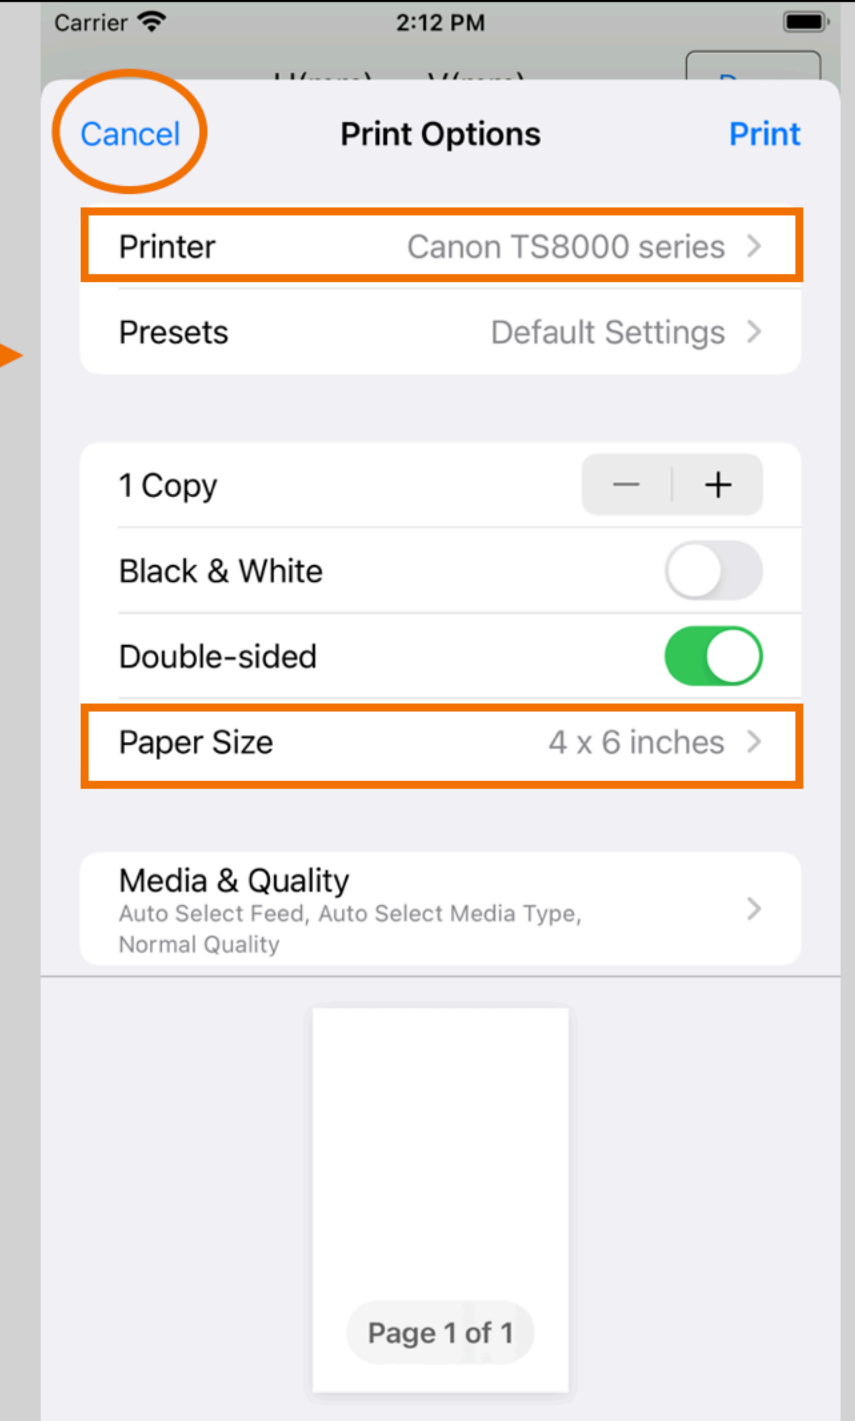 Carrier
2:12 PM
Cancel
Print Options
Print
Printer
Canon TS8000 series
Presets
Default Settings
1 Copy
Black & White
Double-sided
Paper Size
4 x 6 inches
Media & Quality
Auto Select Feed, Auto Select Media Type,
Normal Quality
Page 1 of 1